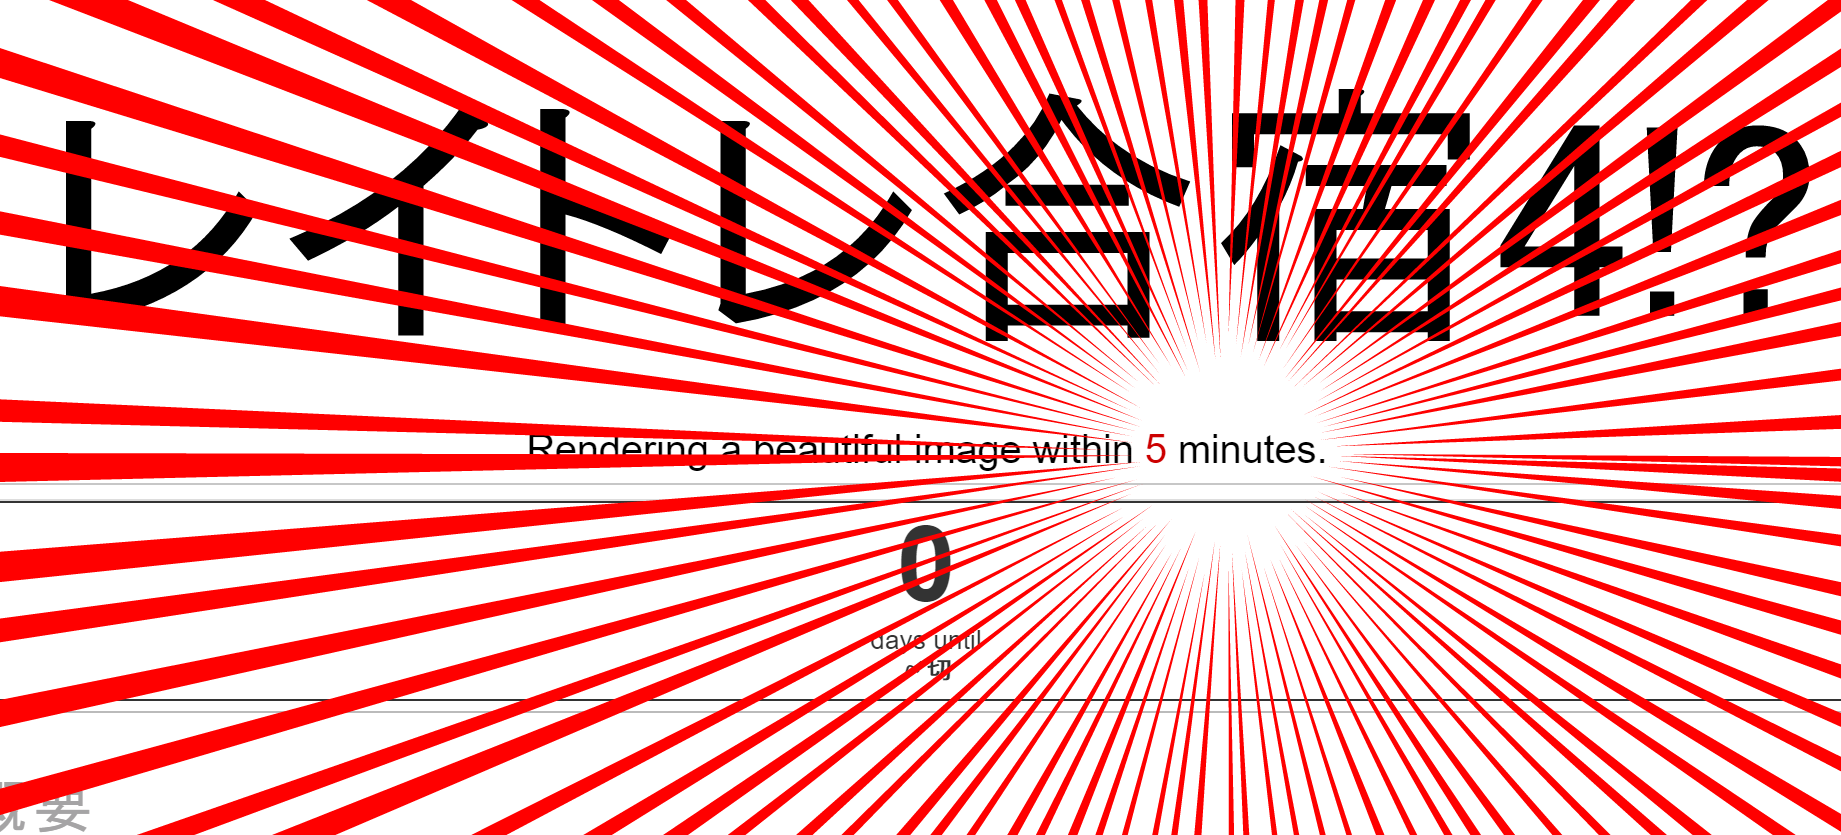 レイトレ合宿4!?
Rendering a beautiful image within 5 minutes.
0
days until
〆切
概要